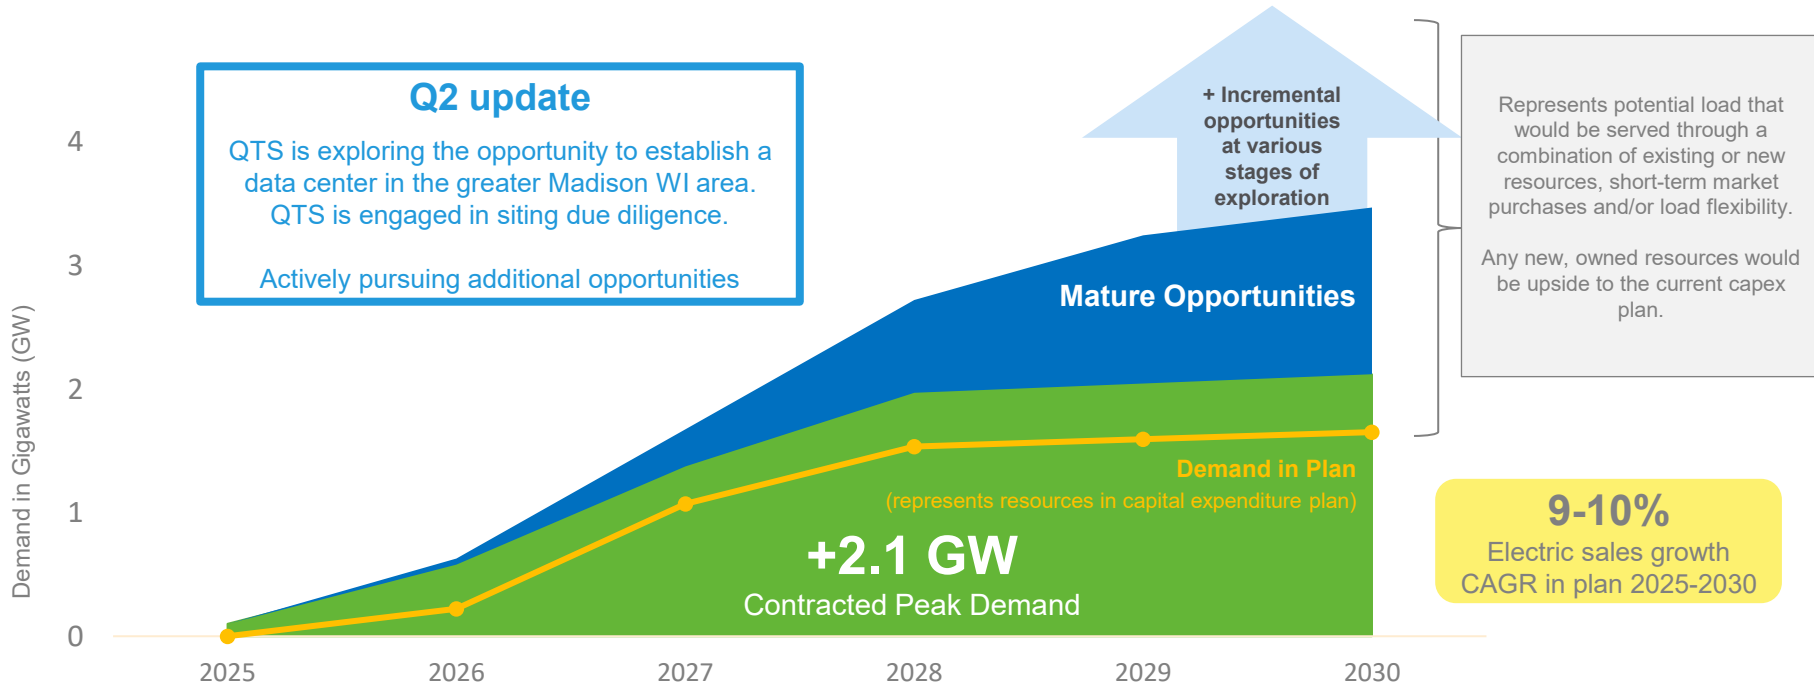 Q2 update
QTS is exploring the opportunity to establish a
data center in the greater Madison WI area.
QTS is engaged in siting due diligence.
Actively pursuing additional opportunities
+ Incremental
opportunities
at various
stages of
exploration
Represents potential load that
would be served through a
combination of existing or new
resources, short-term market
purchases and/or load flexibility.
Any new, owned resources would
be upside to the current capex
plan.
Demand in Gigawatts (GW)
4
3
2
1
0
Mature Opportunities
Demand in Plan
(represents resources in capital expenditure plan)
+2.1 GW
Contracted Peak Demand
9-10%
Electric sales growth
CAGR in plan 2025-2030
2025
2026
2027
2028
2029
2030